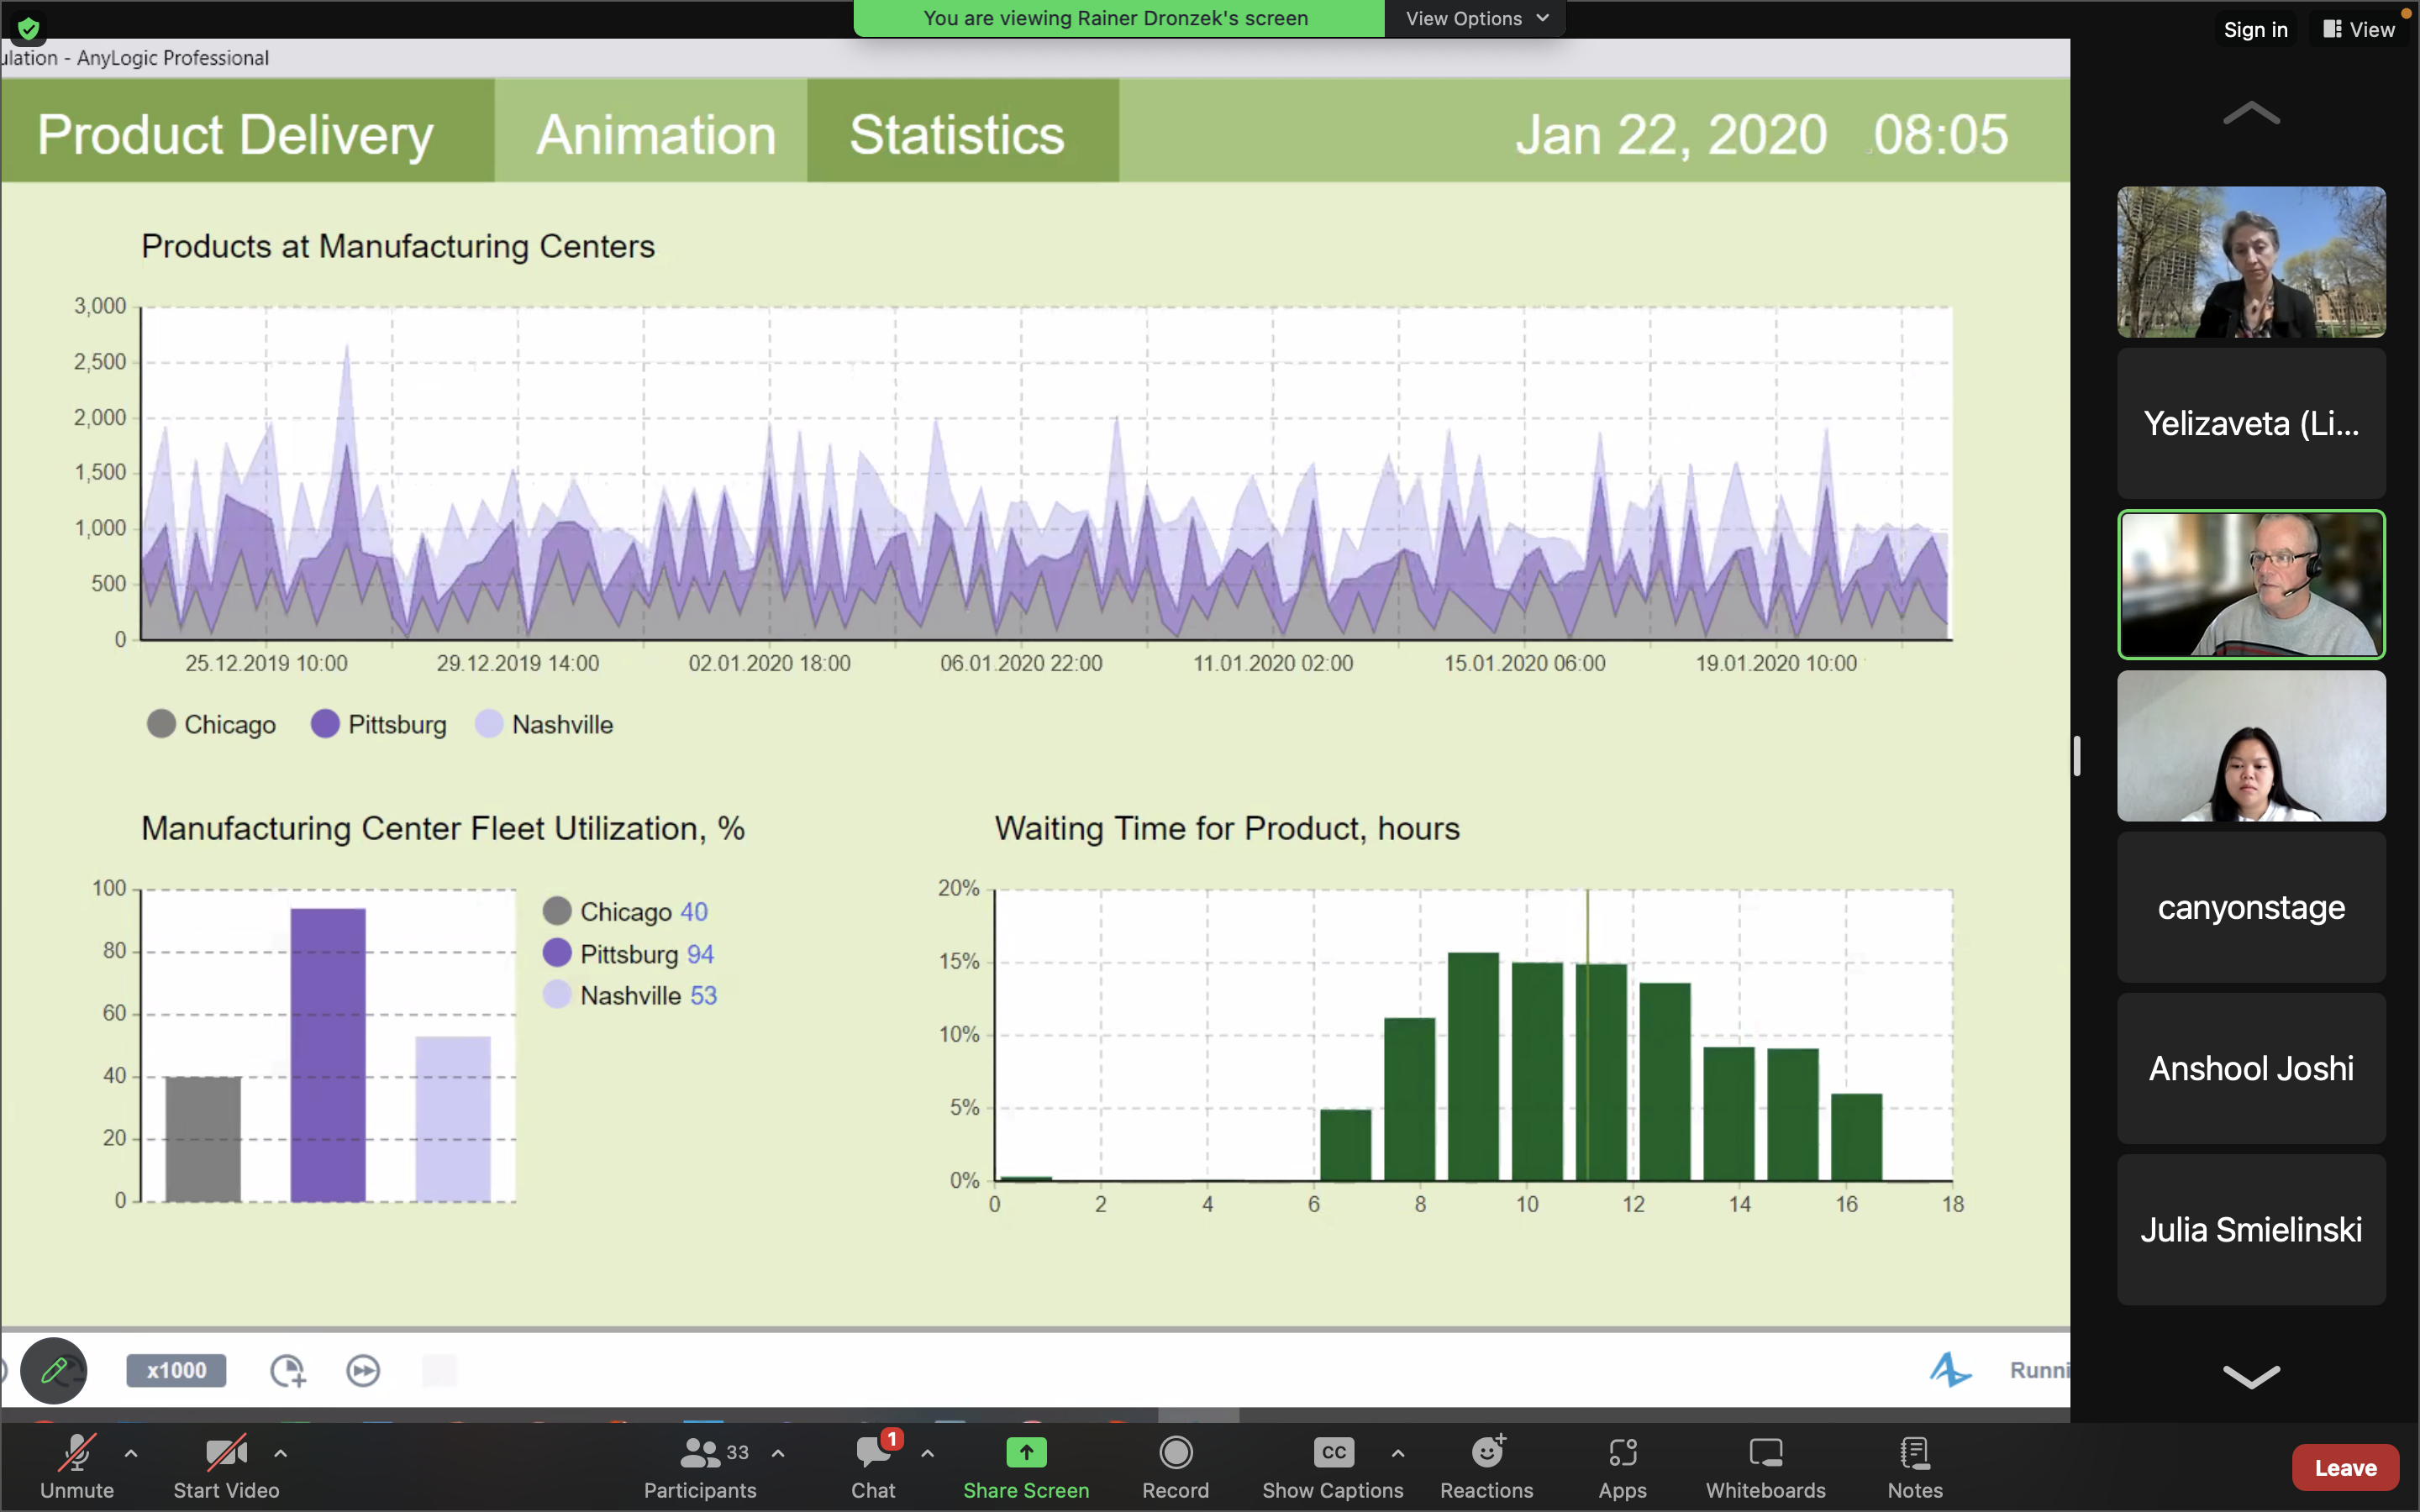 You are viewing Rainer Dronzek's screen
View Options
Sign in
View
ulation - AnyLogic Professional
Product Delivery
Animation
Statistics
Jan 22, 2020 08:05
Products at Manufacturing Centers
3,000
2,500
2,000
1,500
1,000
500
0
25.12.2019 10:00
29.12.2019 14:00
02.01.2020 18:00
06.01.2020 22:00
11.01.2020 02:00
15.01.2020 06:00
19.01.2020 10:00
Chicago
Pittsburg
Nashville
Manufacturing Center Fleet Utilization, %
100
80
60
40
20
0
Chicago 40
Pittsburg 94
Nashville 53
Waiting Time for Product, hours
20%
15%
10%
5%
0%
0
2
4
6
8
10
12
14
16
18
Yelizaveta (Li...
canyonstage
Anshool Joshi
Julia Smielinski
x1000
Runni
Unmute
Start Video
33
Participants
1
Chat
Share Screen
Record
CC
Show Captions
Reactions
Apps
Whiteboards
Notes
Leave